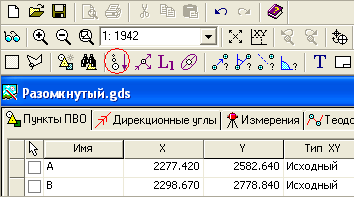 1: 1942
XY
L1
T
Разомкнутый.gds
Пункты ПВО Дирекционные углы Измерения Теодо
Имя X Y Тип XY
А 2277.420 2582.640 Исходный
В 2298.670 2778.840 Исходный